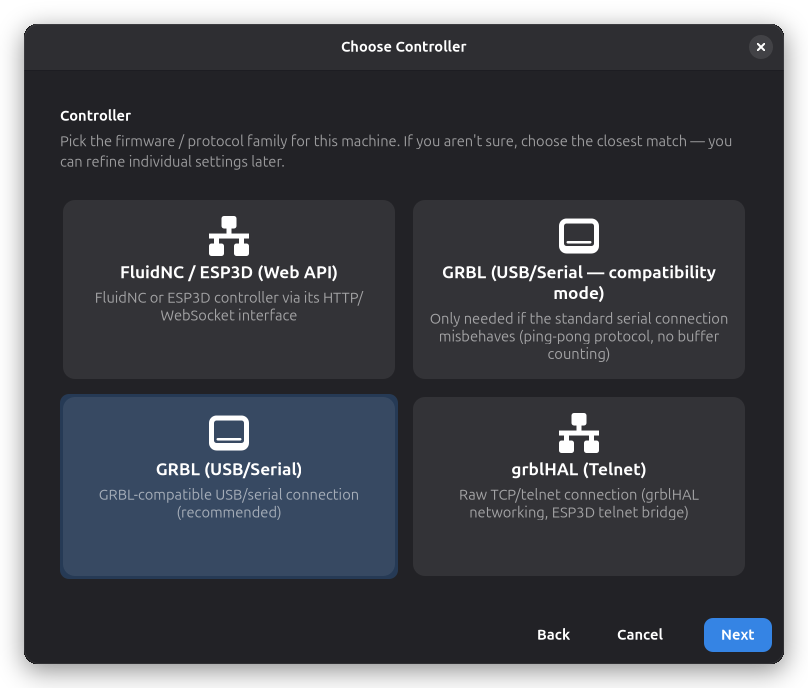 Choose Controller
Controller
Pick the firmware / protocol family for this machine. If you aren't sure, choose the closest match — you
can refine individual settings later.
FluidNC / ESP3D (Web API)
FluidNC or ESP3D controller via its HTTP/
WebSocket interface
GRBL (USB/Serial — compatibility
mode)
Only needed if the standard serial connection
misbehaves (ping-pong protocol, no buffer
counting)
GRBL (USB/Serial)
GRBL-compatible USB/serial connection
(recommended)
grblHAL (Telnet)
Raw TCP/telnet connection (grblHAL
networking, ESP3D telnet bridge)
Back
Cancel
Next